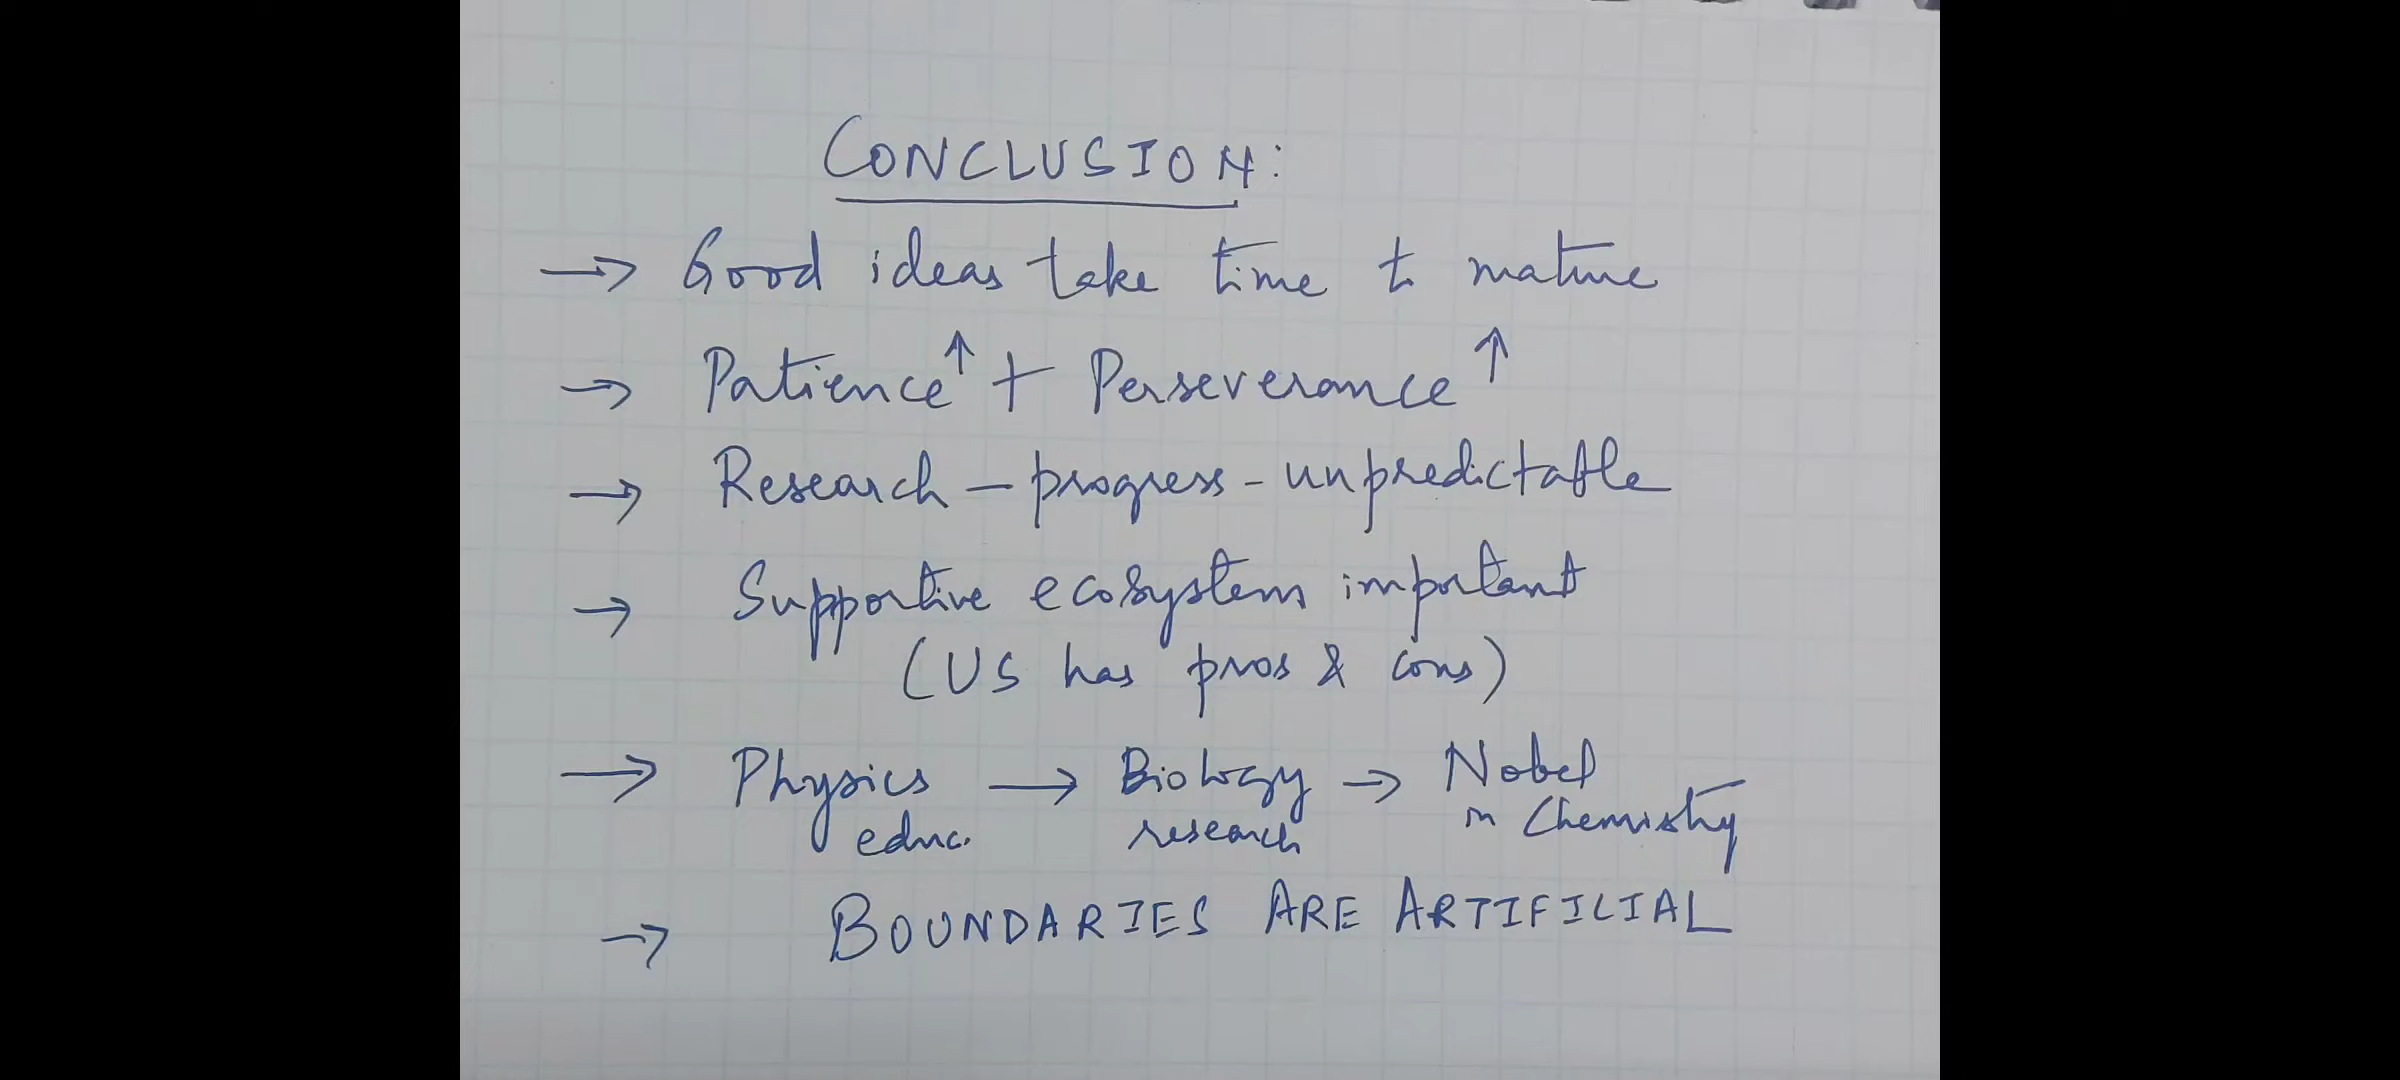 CONCLUSION:
→ Good ideas take time to mature
→ Patience↑ + Perseverance↑
→ Research – progress – unpredictable
→ Supportive ecosystem important
(US has pros & cons)
→ Physics → Biology → Nobel
educ. research in Chemistry
→ BOUNDARIES ARE ARTIFICIAL